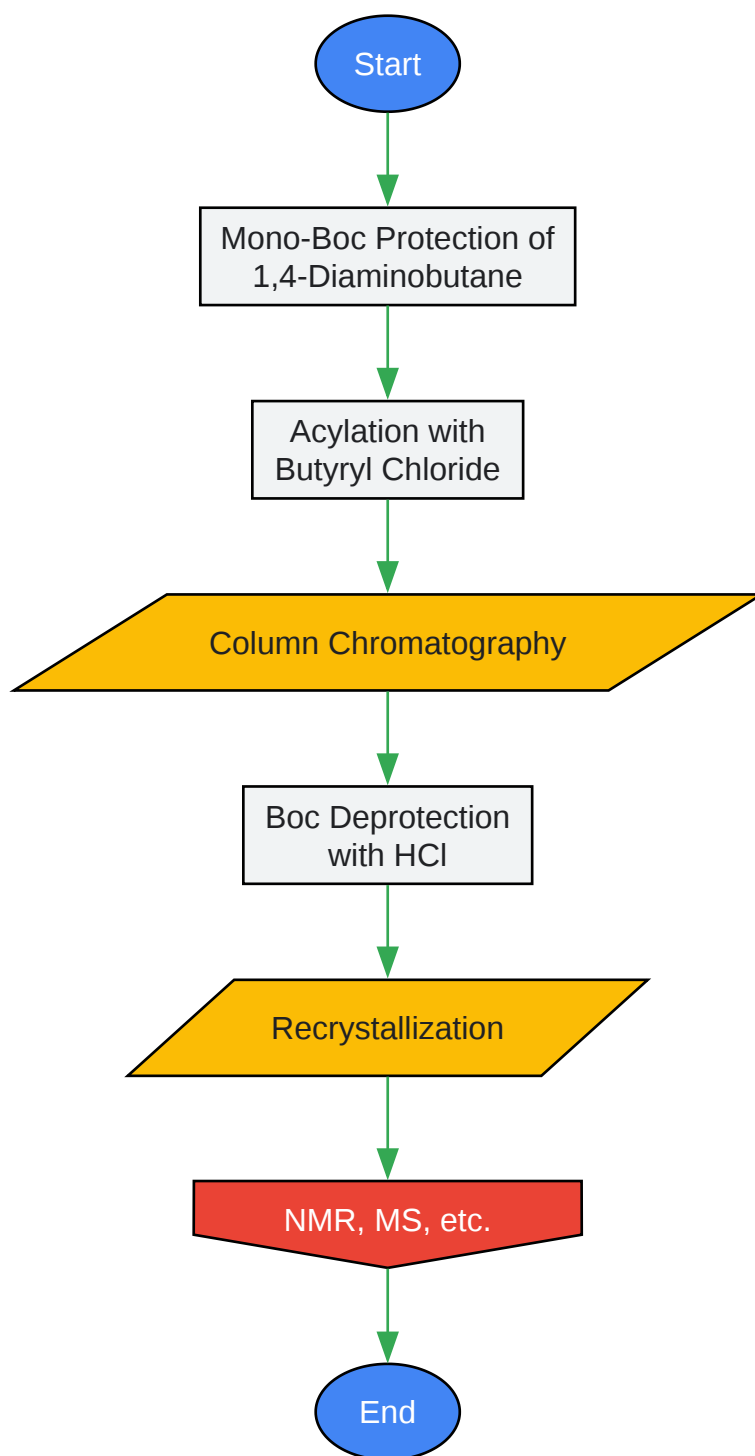 Start
Mono-Boc Protection of
1,4-Diaminobutane
Acylation with
Butyryl Chloride
Column Chromatography
Boc Deprotection
with HCl
Recrystallization
NMR, MS, etc.
End